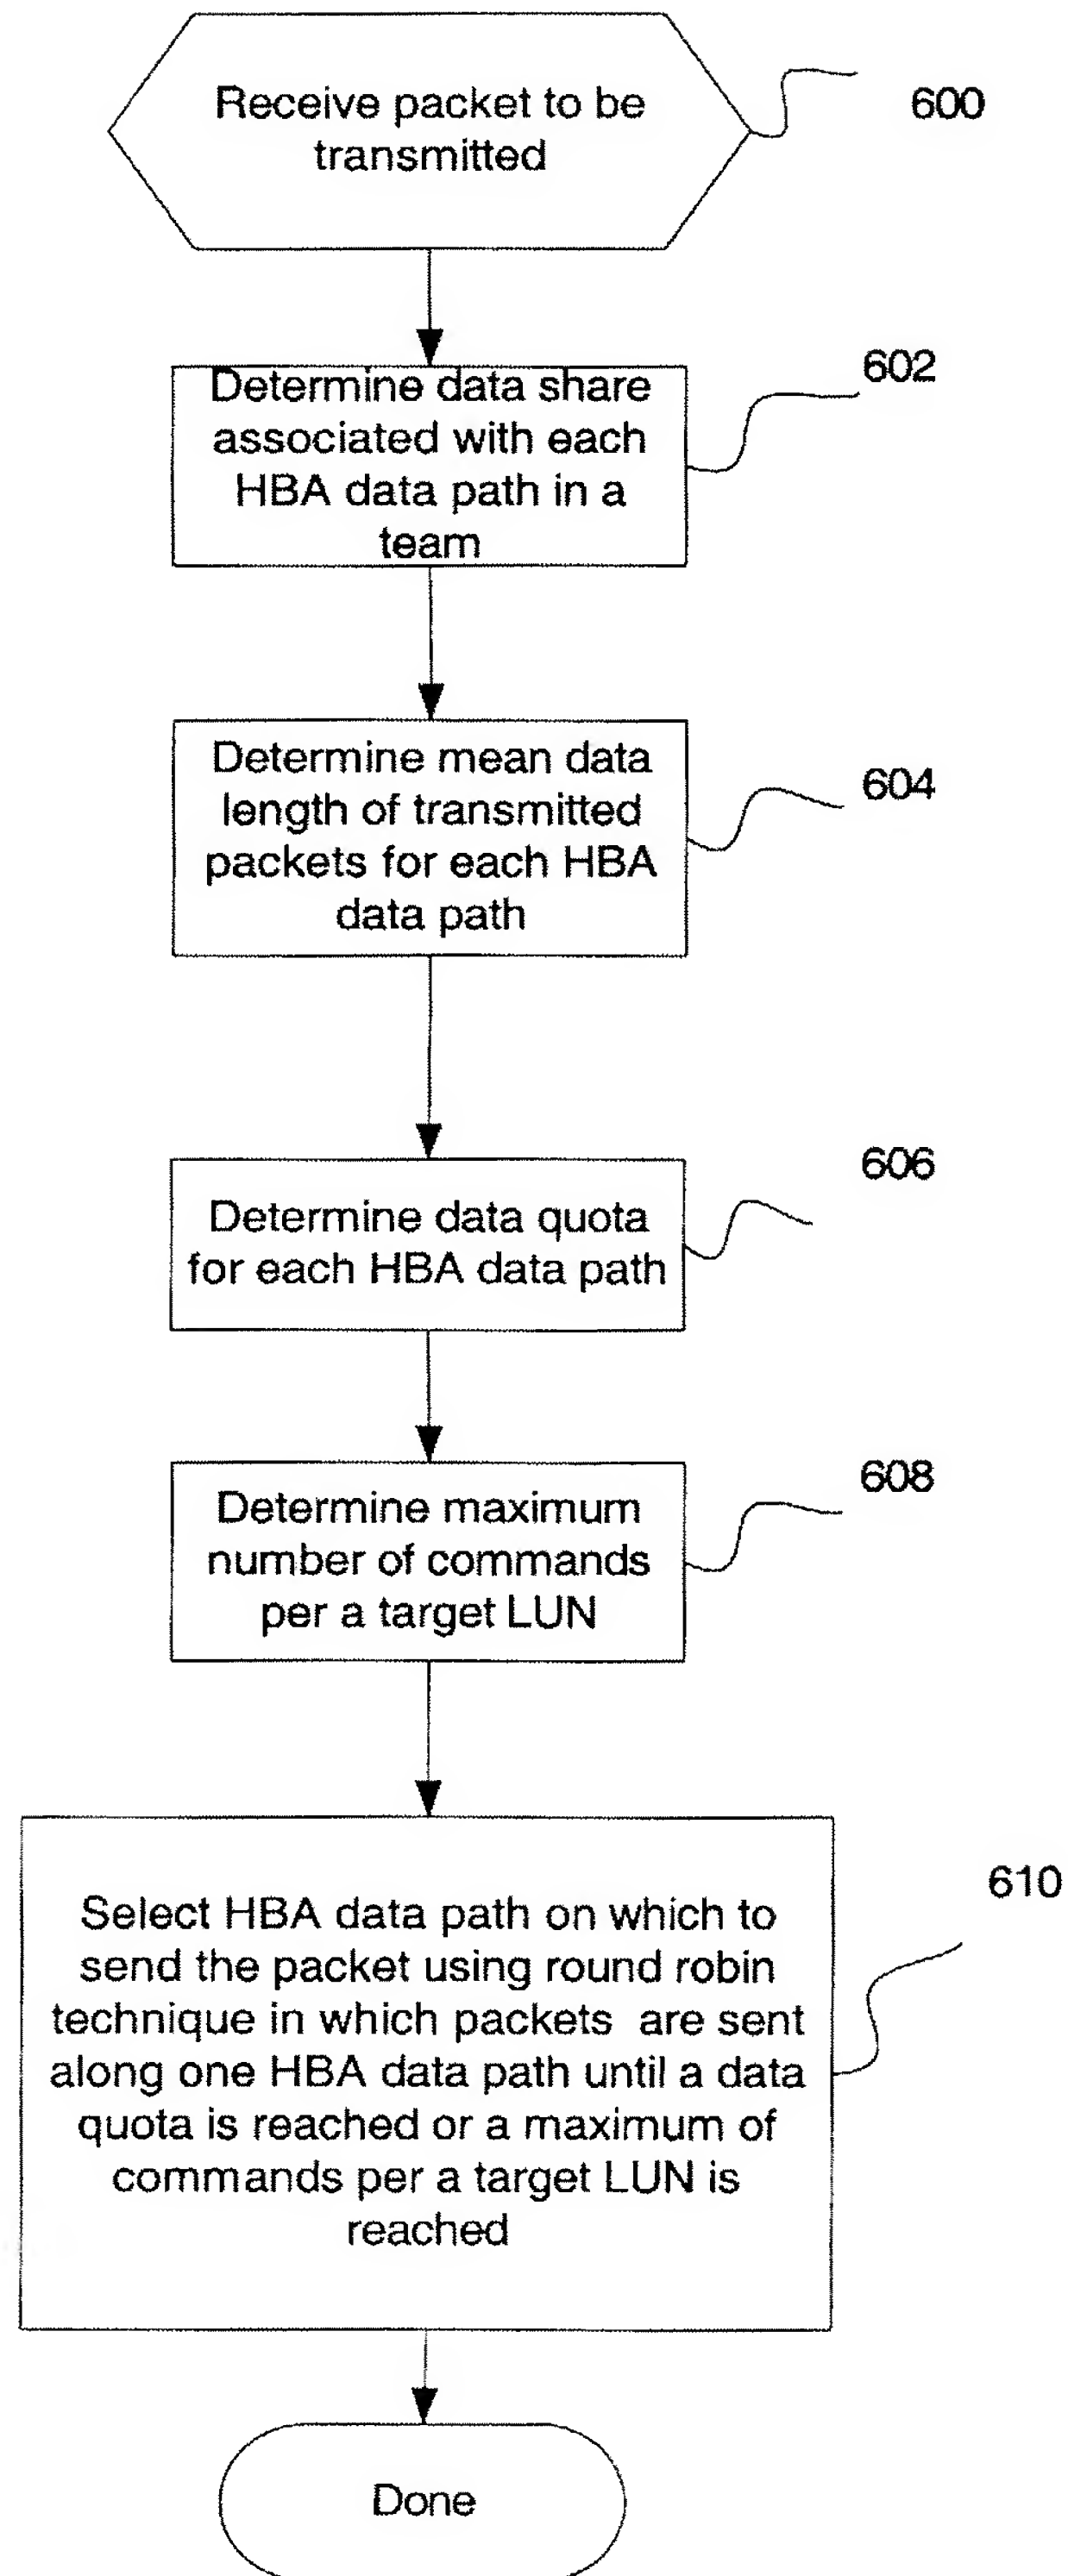 Receive packet to be
transmitted
600
602
Determine data share
associated with each
HBA data path in a
team
604
Determine mean data
length of transmitted
packets for each HBA
data path
606
Determine data quota
for each HBA data path
608
Determine maximum
number of commands
per a target LUN
610
Select HBA data path on which to
send the packet using round robin
technique in which packets are sent
along one HBA data path until a data
quota is reached or a maximum of
commands per a target LUN is
reached
Done